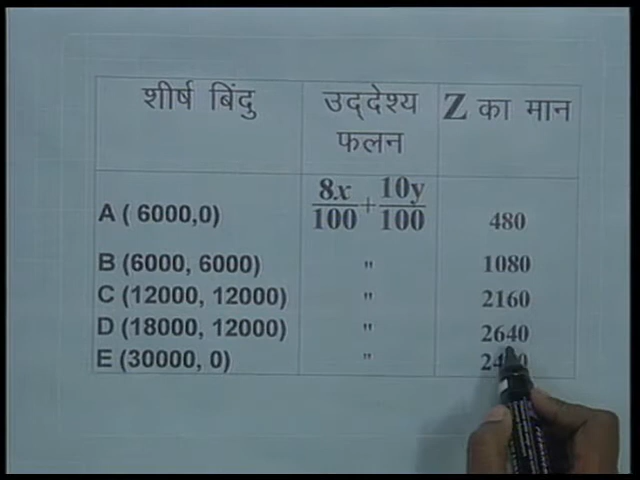 शीर्ष बिंदु उद्देश्य Z का मान
फलन
A ( 6000,0) 8x/100 + 10y/100 480
B (6000, 6000) " 1080
C (12000, 12000) " 2160
D (18000, 12000) " 2640
E (30000, 0) "